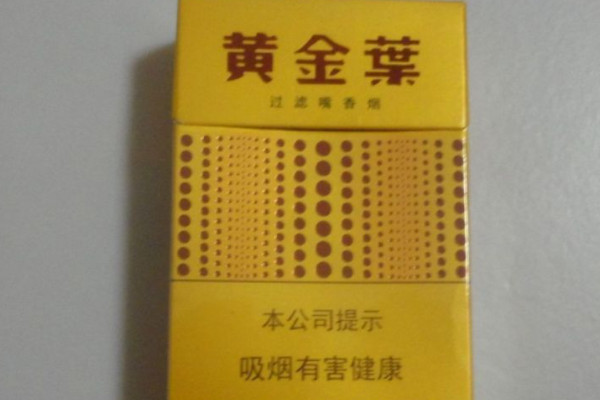 黄金葉
过滤嘴香烟
本公司提示
吸烟有害健康